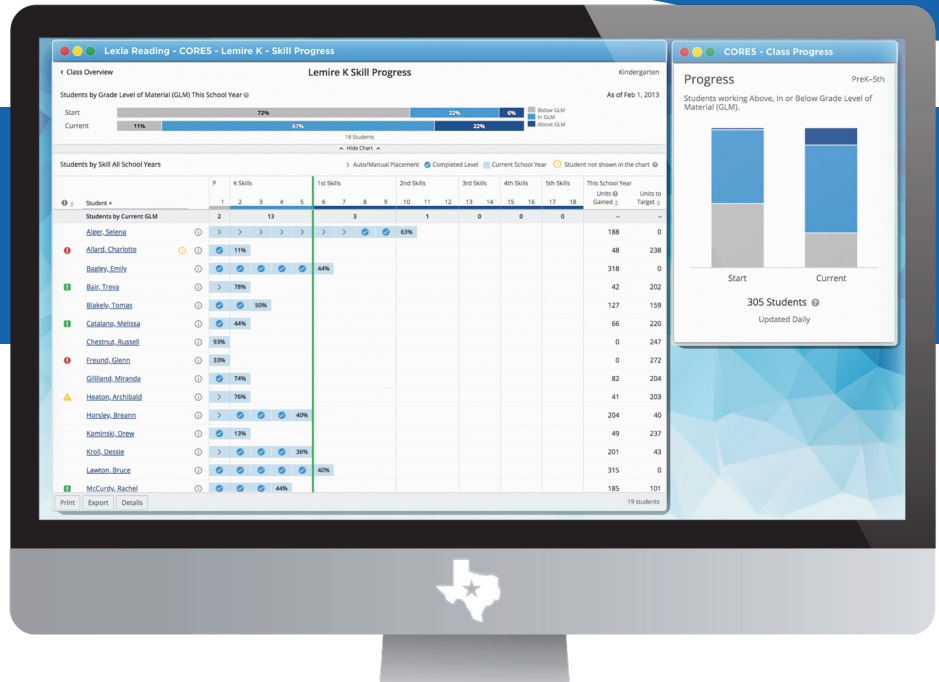 Lexia Reading - CORE5 - Lemire K - Skill Progress
‹ Class Overview
Lemire K Skill Progress
Kindergarten
Students by Grade Level of Material (GLM) This School Year
As of Feb 1, 2013
Start 72% 22% 6%
Current 11% 67% 22%
Below GLM
In GLM
Above GLM
18 Students
Hide Chart
Students by Skill All School Years
> Auto/Manual Placement Completed Level Current School Year Student not shown in the chart
P K Skills 1st Skills 2nd Skills 3rd Skills 4th Skills 5th Skills This School Year
Student 1 2 3 4 5 6 7 8 9 10 11 12 13 14 15 16 17 18 Units Gained Units to Target
Students by Current GLM 2 13 3 1 0 0 0 -- --
Alger, Selena > > > > > > > 63% 188 0
Allard, Charlotte 11% 48 238
Bagley, Emily 44% 318 0
Bair, Treva > 78% 42 202
Blakely, Tomas 50% 127 159
Catalano, Melissa 44% 66 220
Chestnut, Russell 93% 0 247
Freund, Glenn 33% 0 272
Gilliland, Miranda 74% 82 204
Heaton, Archibald > 76% 41 203
Horsley, Breann > 40% 204 40
Kaminski, Drew 13% 49 237
Kroll, Dessie > 36% 201 43
Lawton, Bruce 40% 315 0
McCurdy, Rachel 44% 185 101
Print Export Details
19 students
CORE5 - Class Progress
Progress
PreK–5th
Students working Above, In or Below Grade Level of
Material (GLM).
Start Current
305 Students
Updated Daily